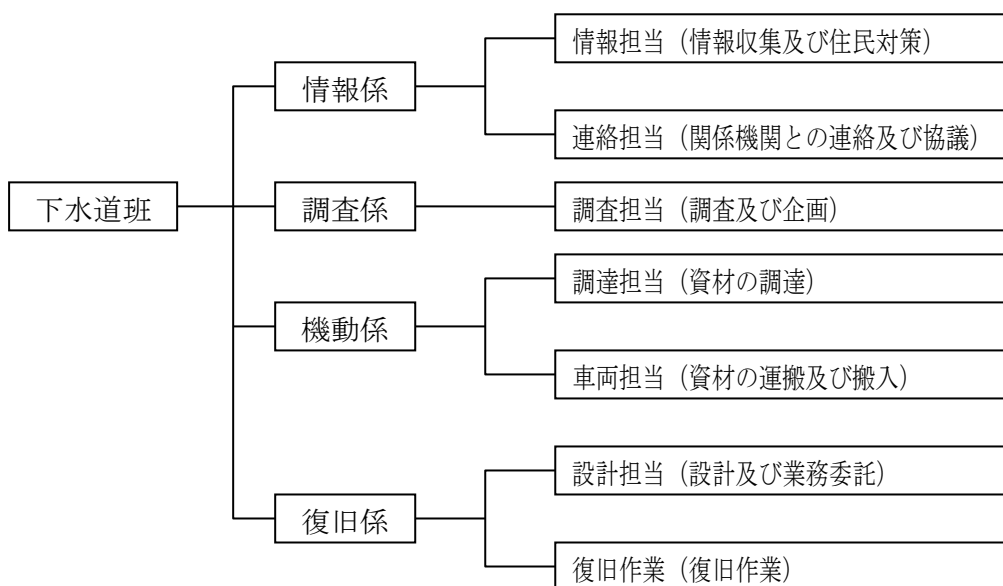 情報担当（情報収集及び住民対策）
情報係
連絡担当（関係機関との連絡及び協議）
下水道班
調査係
調査担当（調査及び企画）
調達担当（資材の調達）
機動係
車両担当（資材の運搬及び搬入）
設計担当（設計及び業務委託）
復旧係
復旧作業（復旧作業）